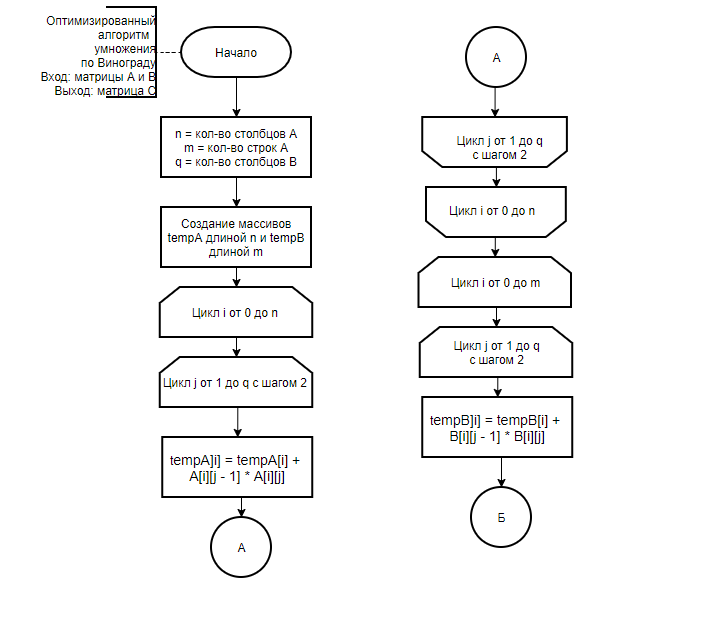 Оптимизированный
алгоритм
умножения
по Винограду
Вход: матрицы A и B
Выход: матрица C
Начало
n = кол-во столбцов A
m = кол-во строк A
q = кол-во столбцов B
Создание массивов
tempA длиной n и tempB
длиной m
Цикл i от 0 до n
Цикл j от 1 до q с шагом 2
tempA]i] = tempA[i] +
A[i][j - 1] * A[i][j]
А
А
Цикл j от 1 до q
с шагом 2
Цикл i от 0 до n
Цикл i от 0 до m
Цикл j от 1 до q
с шагом 2
tempB]i] = tempB[i] +
B[i][j - 1] * B[i][j]
Б